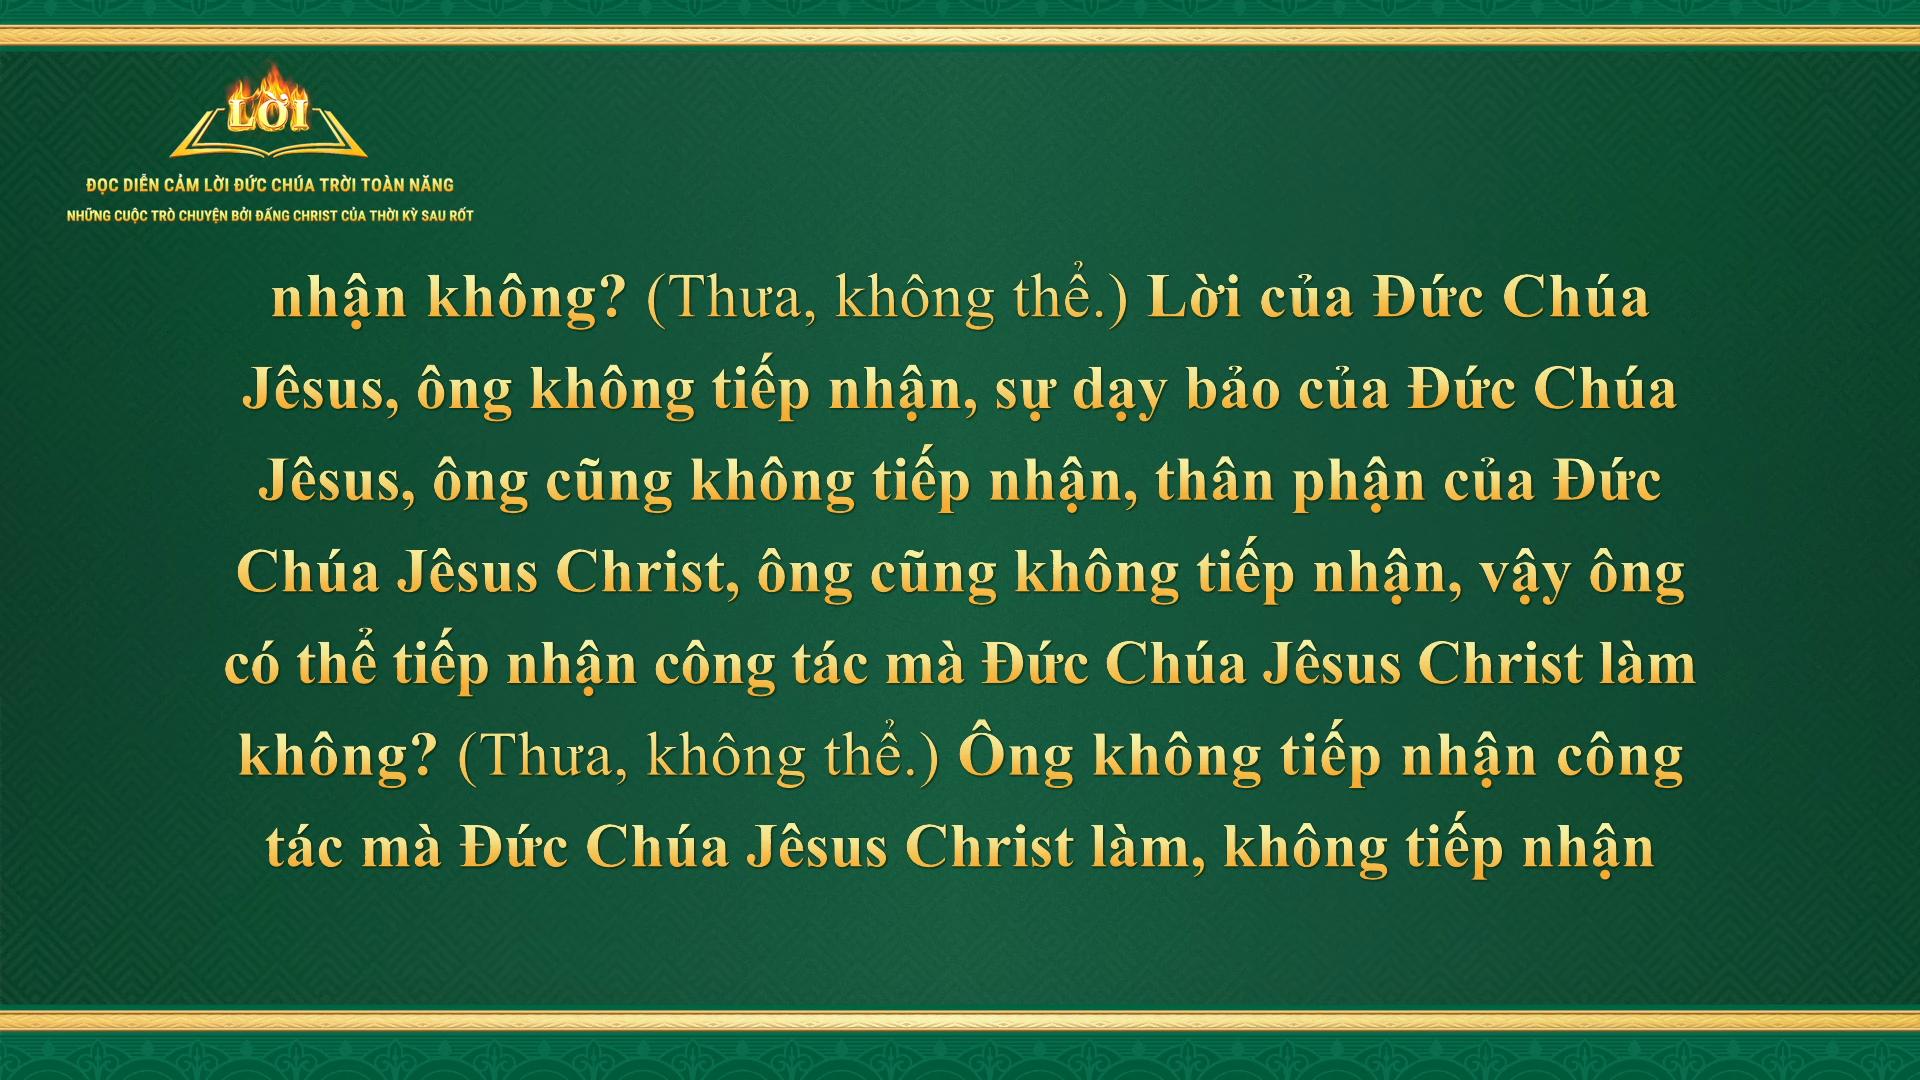 LỜI
ĐỌC DIỄN CẢM LỜI ĐỨC CHÚA TRỜI TOÀN NĂNG
NHỮNG CUỘC TRÒ CHUYỆN BỞI ĐẤNG CHRIST CỦA THỜI KỲ SAU RỐT
nhận không? (Thưa, không thể.) Lời của Đức Chúa
Jêsus, ông không tiếp nhận, sự dạy bảo của Đức Chúa
Jêsus, ông cũng không tiếp nhận, thân phận của Đức
Chúa Jêsus Christ, ông cũng không tiếp nhận, vậy ông
có thể tiếp nhận công tác mà Đức Chúa Jêsus Christ làm
không? (Thưa, không thể.) Ông không tiếp nhận công
tác mà Đức Chúa Jêsus Christ làm, không tiếp nhận